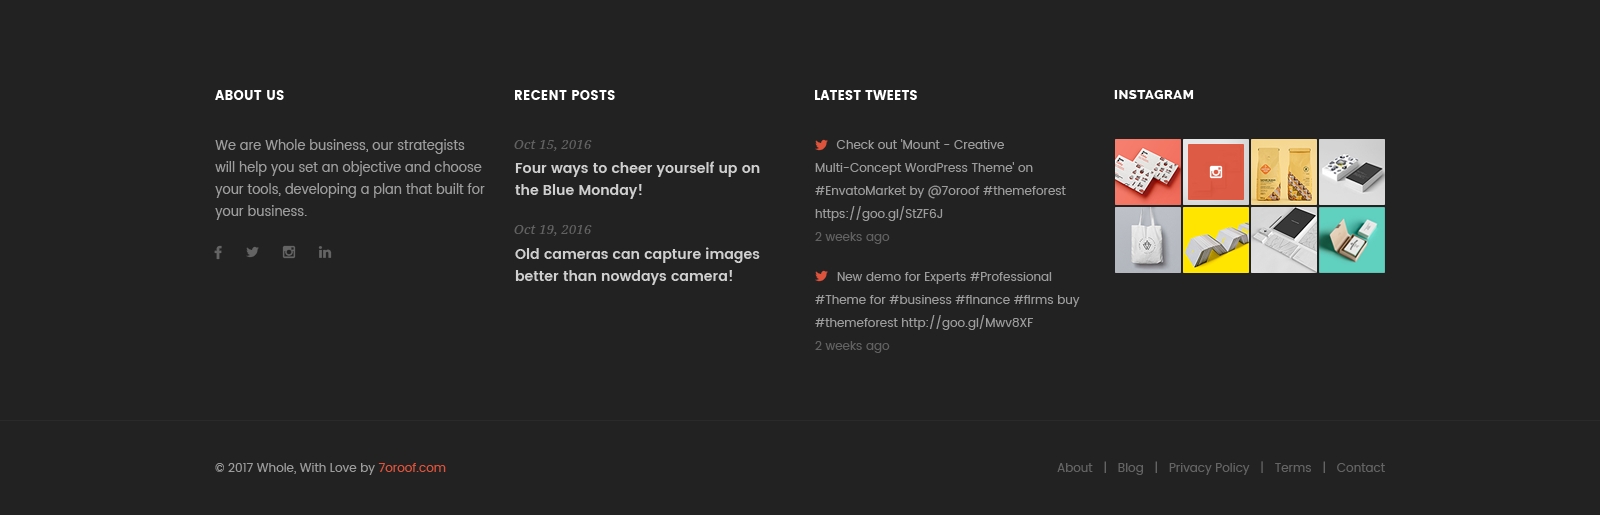 ABOUT US
We are Whole business, our strategists
will help you set an objective and choose
your tools, developing a plan that built for
your business.
RECENT POSTS
Oct 15, 2016
Four ways to cheer yourself up on
the Blue Monday!
Oct 19, 2016
Old cameras can capture images
better than nowdays camera!
LATEST TWEETS
Check out 'Mount - Creative
Multi-Concept WordPress Theme' on
#EnvatoMarket by @7oroof #themeforest
https://goo.gl/StZF6J
2 weeks ago
New demo for Experts #Professional
#Theme for #business #finance #firms buy
#themeforest http://goo.gl/Mwv8XF
2 weeks ago
INSTAGRAM
© 2017 Whole, With Love by 7oroof.com
About | Blog | Privacy Policy | Terms | Contact